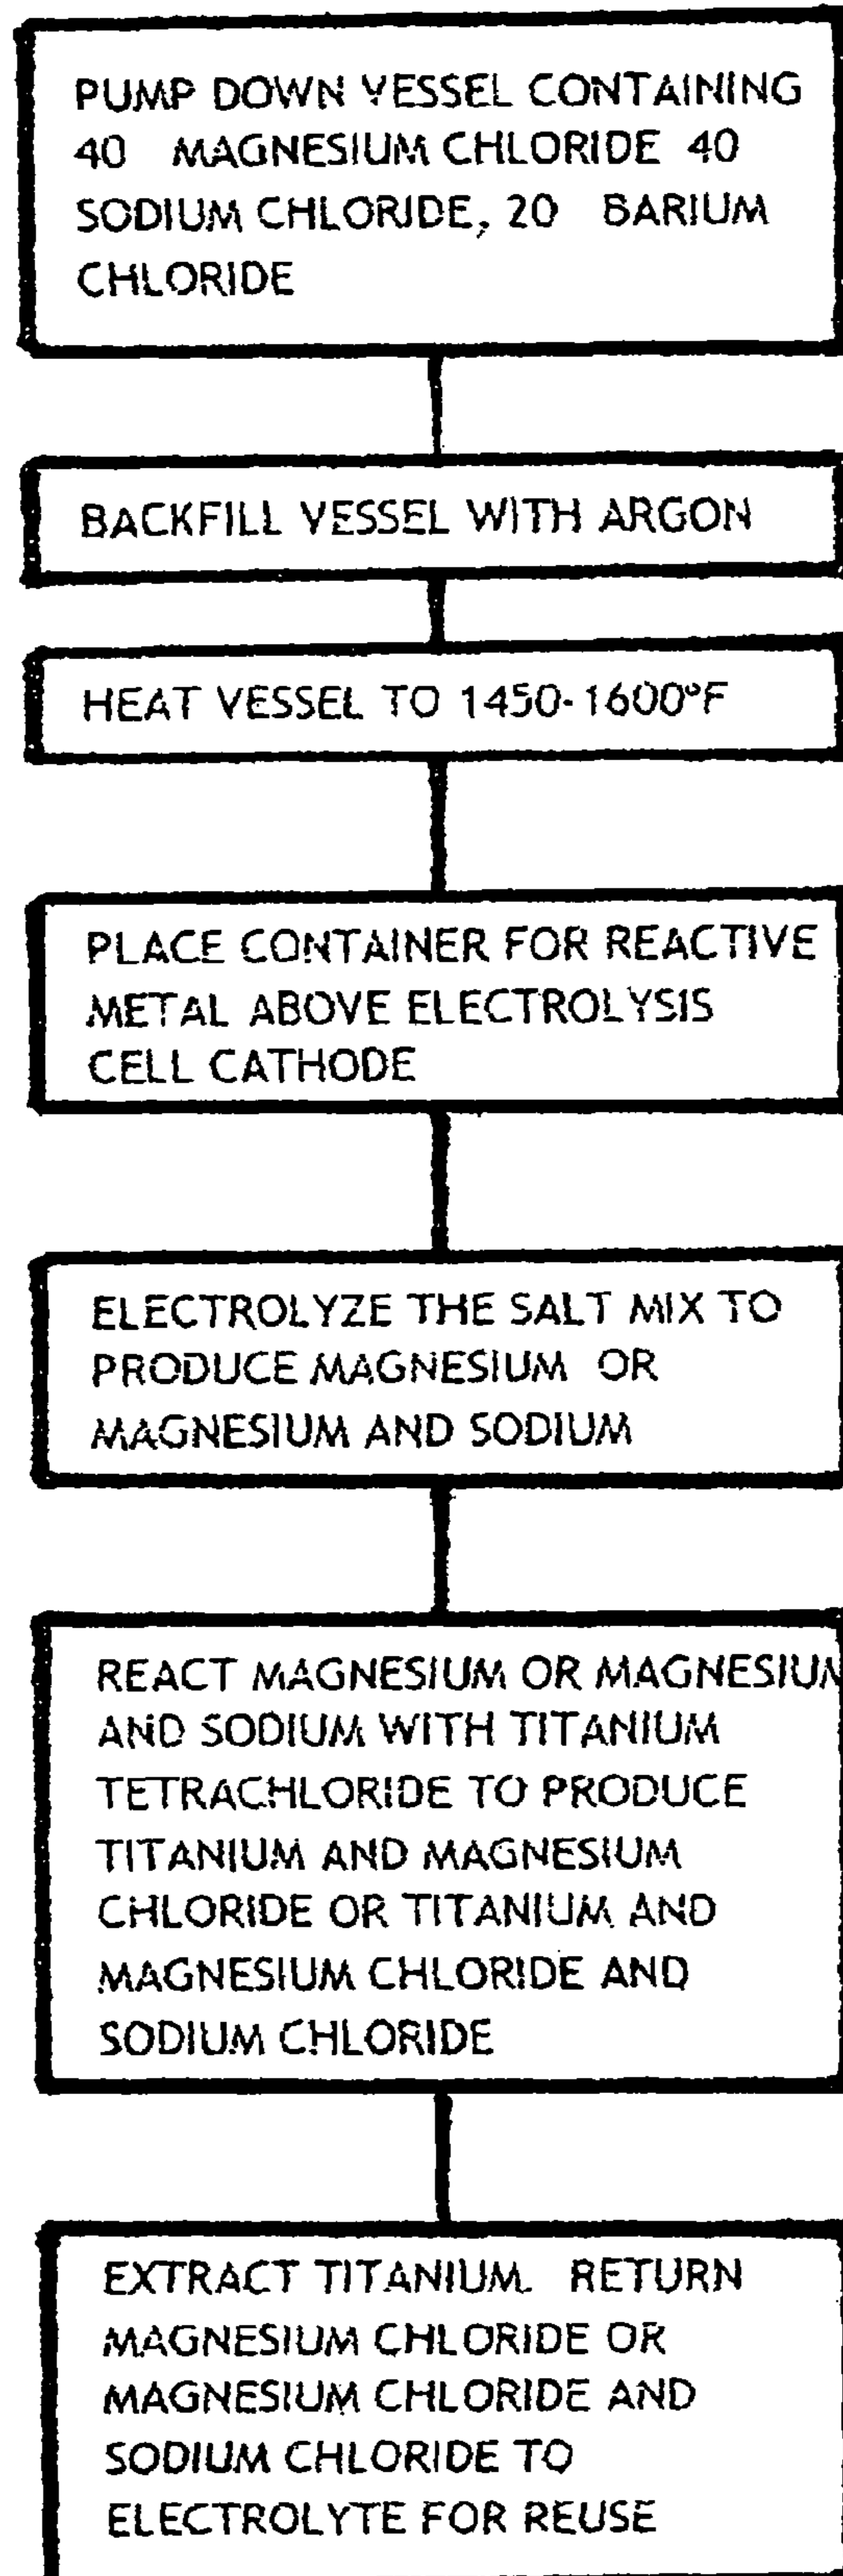 PUMP DOWN VESSEL CONTAINING
40 MAGNESIUM CHLORIDE 40
SODIUM CHLORIDE, 20 BARIUM
CHLORIDE
BACKFILL VESSEL WITH ARGON
HEAT VESSEL TO 1450-1600°F
PLACE CONTAINER FOR REACTIVE
METAL ABOVE ELECTROLYSIS
CELL CATHODE
ELECTROLYZE THE SALT MIX TO
PRODUCE MAGNESIUM OR
MAGNESIUM AND SODIUM
REACT MAGNESIUM OR MAGNESIUM
AND SODIUM WITH TITANIUM
TETRACHLORIDE TO PRODUCE
TITANIUM AND MAGNESIUM
CHLORIDE OR TITANIUM AND
MAGNESIUM CHLORIDE AND
SODIUM CHLORIDE
EXTRACT TITANIUM. RETURN
MAGNESIUM CHLORIDE OR
MAGNESIUM CHLORIDE AND
SODIUM CHLORIDE TO
ELECTROLYTE FOR REUSE